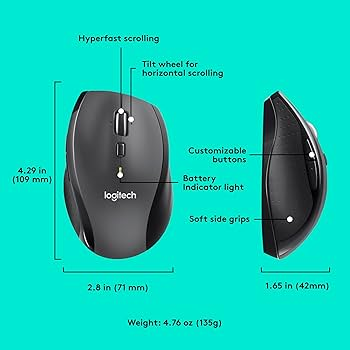 Hyperfast scrolling
Tilt wheel for
horizontal scrolling
4.29 in
(109 mm)
Customizable
buttons
Battery
Indicator light
logitech
Soft side grips
2.8 in (71 mm)
1.65 in (42mm)
Weight: 4.76 oz (135g)